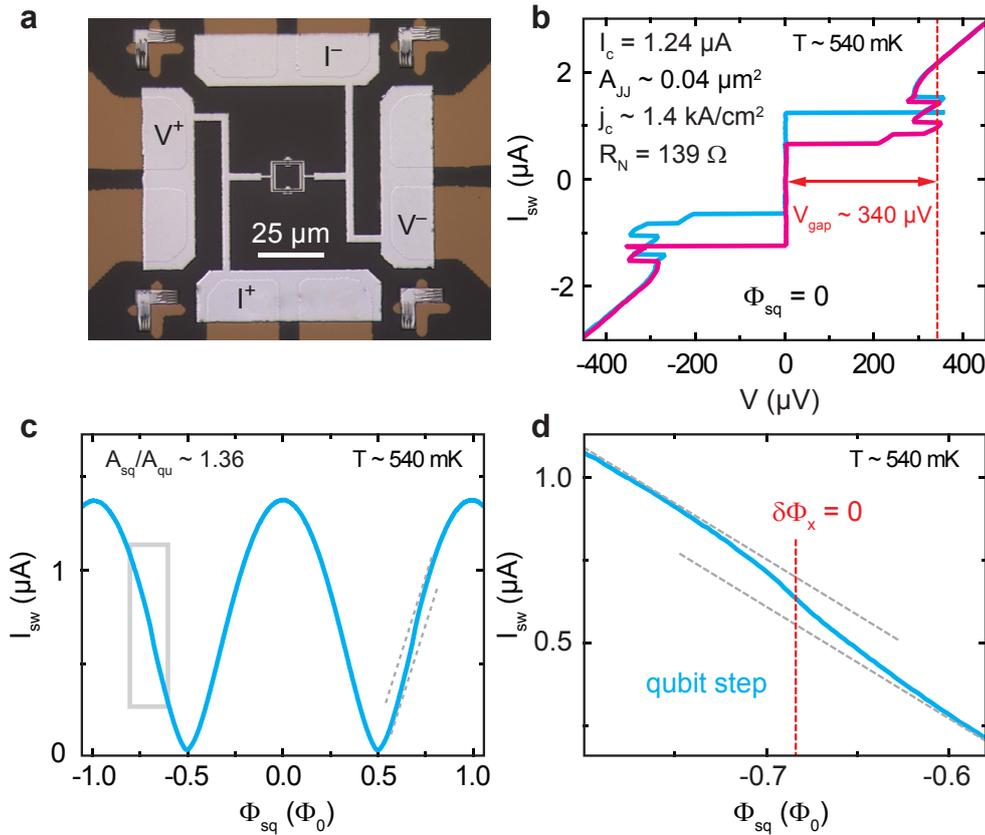 a
I⁻
V⁺
V⁻
25 µm
I⁺
b
I_c = 1.24 µA
T ~ 540 mK
A_JJ ~ 0.04 µm²
j_c ~ 1.4 kA/cm²
R_N = 139 Ω
V_gap ~ 340 µV
Φ_sq = 0
2
0
-2
I_sw (µA)
-400 -200 0 200 400
V (µV)
c
A_sq/A_qu ~ 1.36
T ~ 540 mK
1
0
I_sw (µA)
-1.0 -0.5 0.0 0.5 1.0
Φ_sq (Φ_0)
d
T ~ 540 mK
δΦ_x = 0
qubit step
1.0
0.5
I_sw (µA)
-0.7 -0.6
Φ_sq (Φ_0)